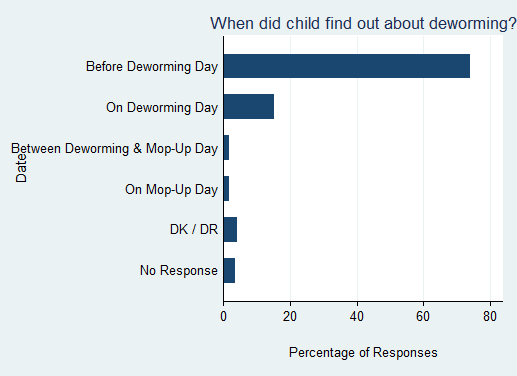 When did child find out about deworming?
Before Deworming Day
On Deworming Day
Between Deworming & Mop-Up Day
On Mop-Up Day
DK / DR
No Response
Date
0 20 40 60 80
Percentage of Responses